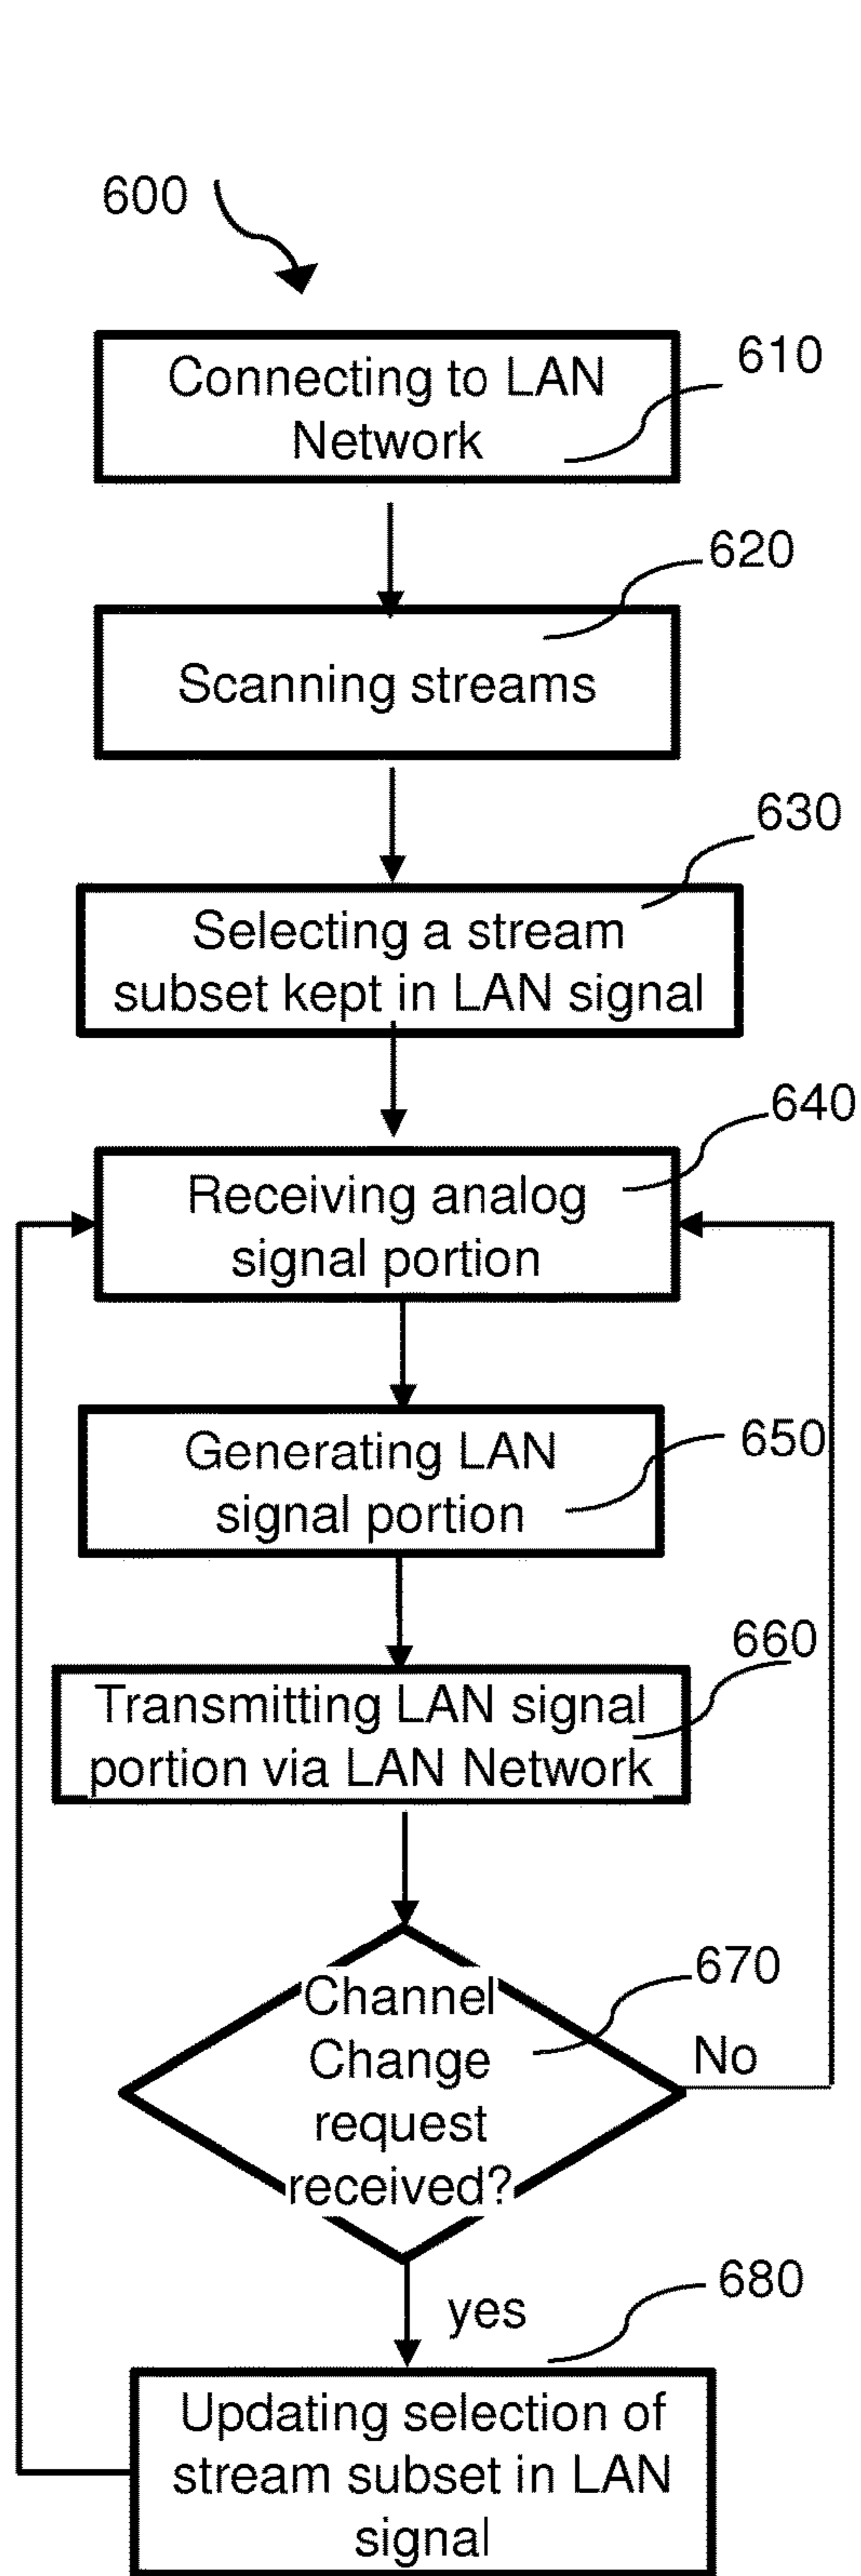 600
Connecting to LAN
Network
610
620
Scanning streams
630
Selecting a stream
subset kept in LAN signal
640
Receiving analog
signal portion
Generating LAN
signal portion
650
660
Transmitting LAN signal
portion via LAN Network
Channel
Change
request
received?
670
No
yes
680
Updating selection of
stream subset in LAN
signal